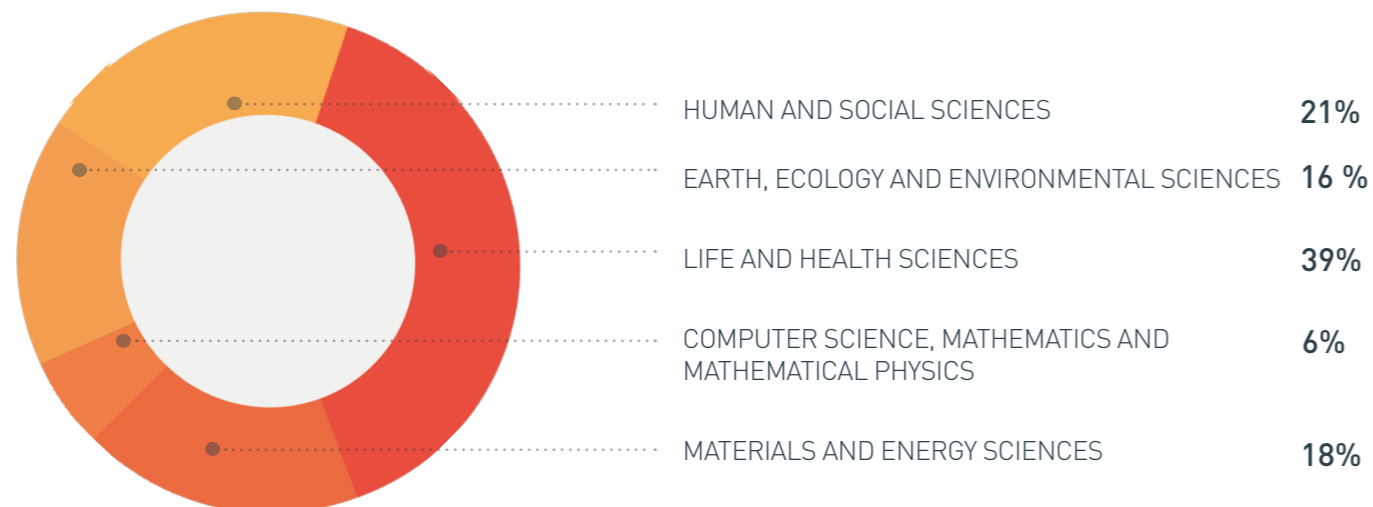 HUMAN AND SOCIAL SCIENCES 21%
EARTH, ECOLOGY AND ENVIRONMENTAL SCIENCES 16 %
LIFE AND HEALTH SCIENCES 39%
COMPUTER SCIENCE, MATHEMATICS AND 6%
MATHEMATICAL PHYSICS
MATERIALS AND ENERGY SCIENCES 18%